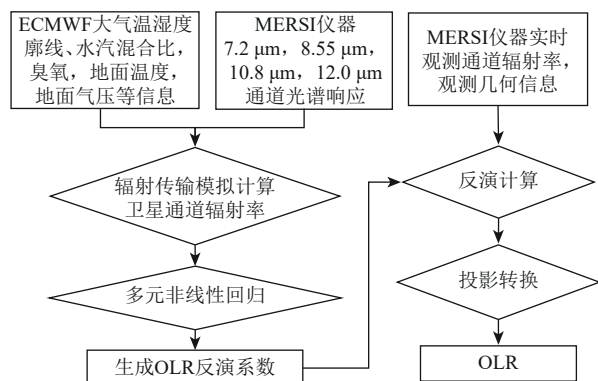 ECMWF大气温湿度
廓线、水汽混合比,
臭氧，地面温度，
地面气压等信息
MERSI仪器
7.2 μm，8.55 μm，
10.8 μm，12.0 μm
通道光谱响应
MERSI仪器实时
观测通道辐射率，
观测几何信息
辐射传输模拟计算
卫星通道辐射率
多元非线性回归
生成OLR反演系数
反演计算
投影转换
OLR